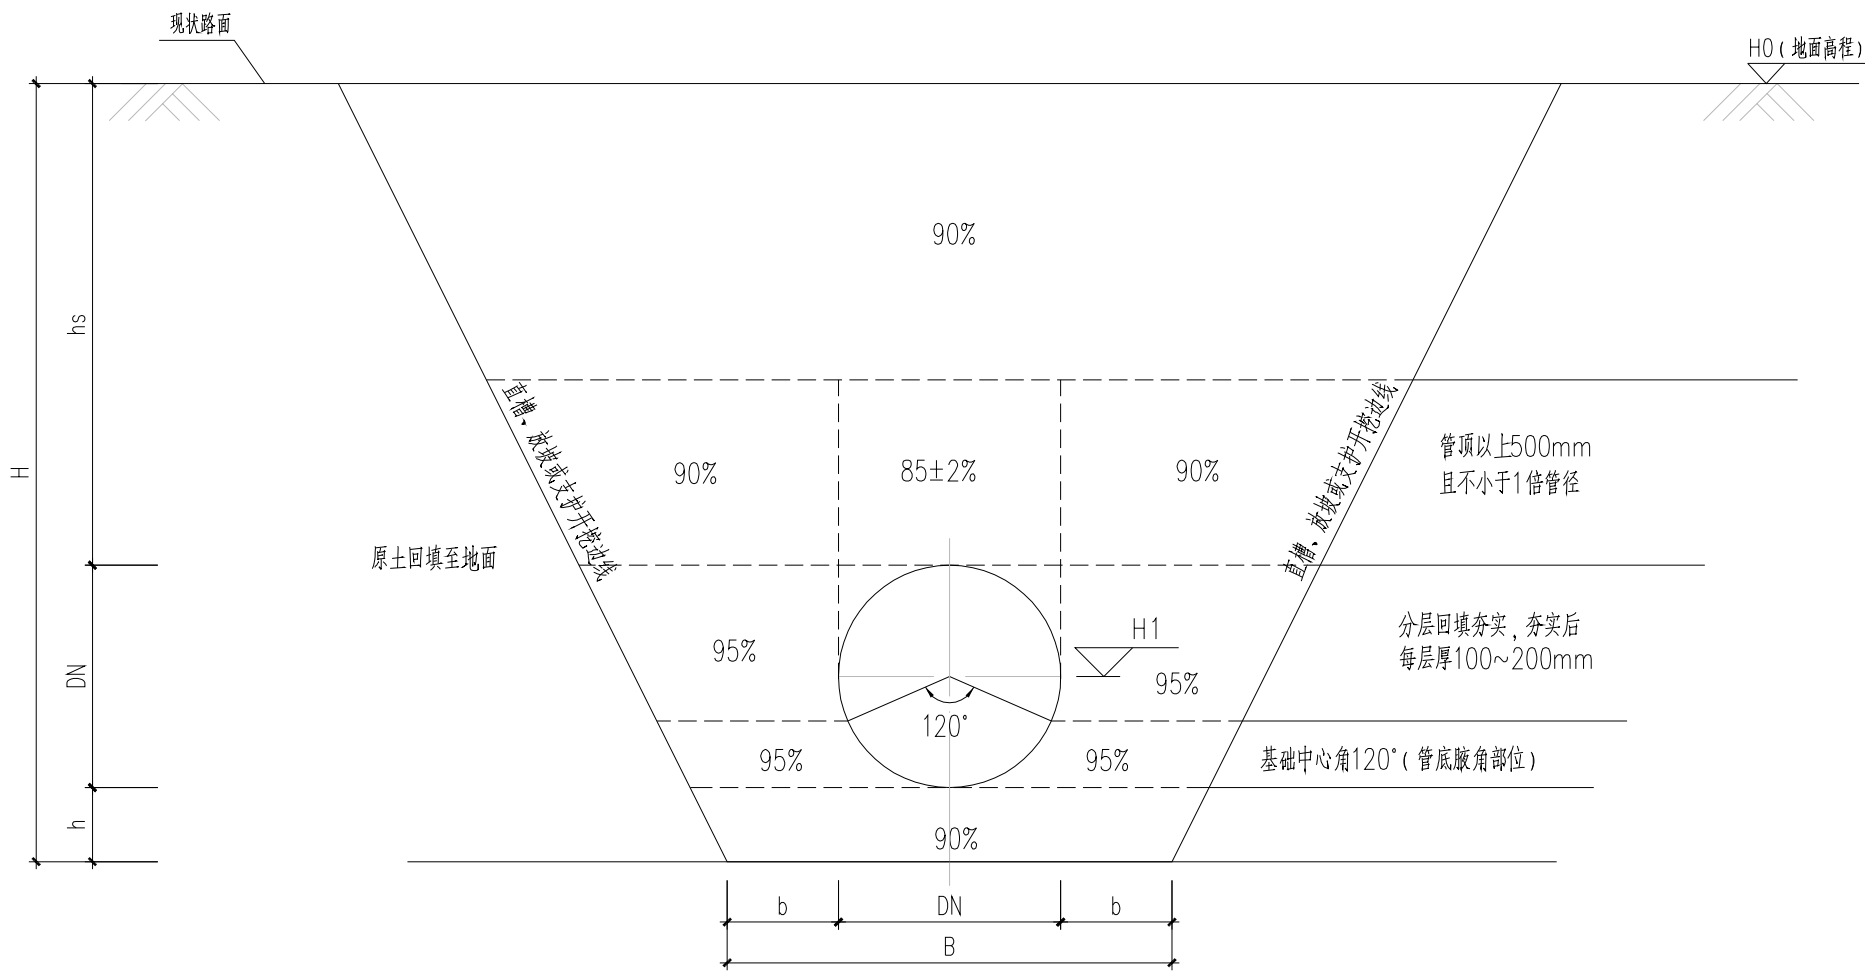 现状路面
H0（地面高程）
90%
hs
直槽、放坡或支护开挖边线
直槽、放坡或支护开挖边线
H
90%
85±2%
90%
管顶以上500mm
且不小于1倍管径
原土回填至地面
DN
95%
H1
95%
分层回填夯实，夯实后
每层厚100~200mm
120°
95%
95%
基础中心角120°（管底腋角部位）
h
90%
b
DN
b
B